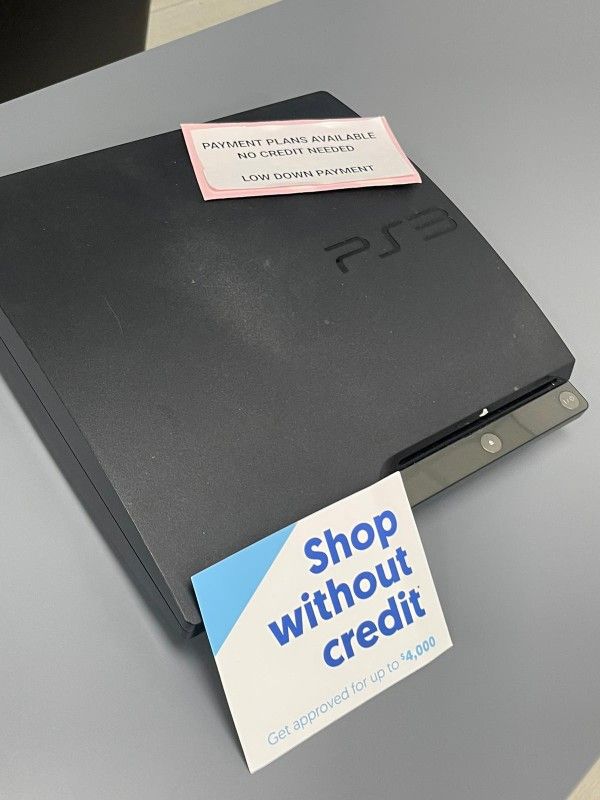 PAYMENT PLANS AVAILABLE
NO CREDIT NEEDED
LOW DOWN PAYMENT
PS3
Shop
without
credit*
Get approved for up to $4,000